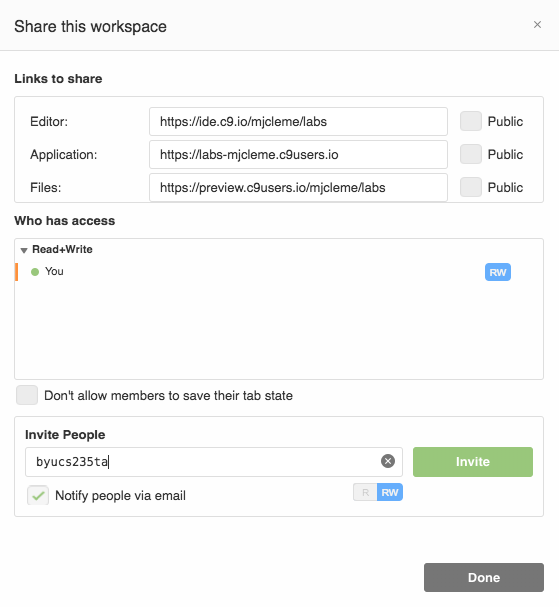 Share this workspace ×
Links to share
Editor: https://ide.c9.io/mjcleme/labs Public
Application: https://labs-mjcleme.c9users.io Public
Files: https://preview.c9users.io/mjcleme/labs Public
Who has access
Read+Write
You RW
Don't allow members to save their tab state
Invite People
byucs235ta Invite
Notify people via email R RW
Done